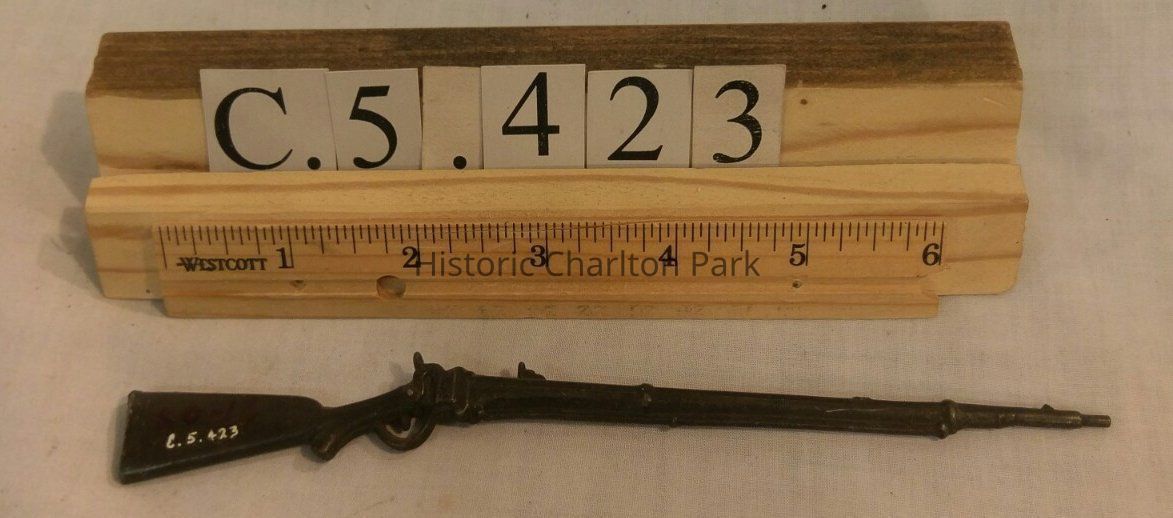 C.5.423
1 2 3 4 5 6
WESTCOTT
Historic Charlton Park
C.5.423